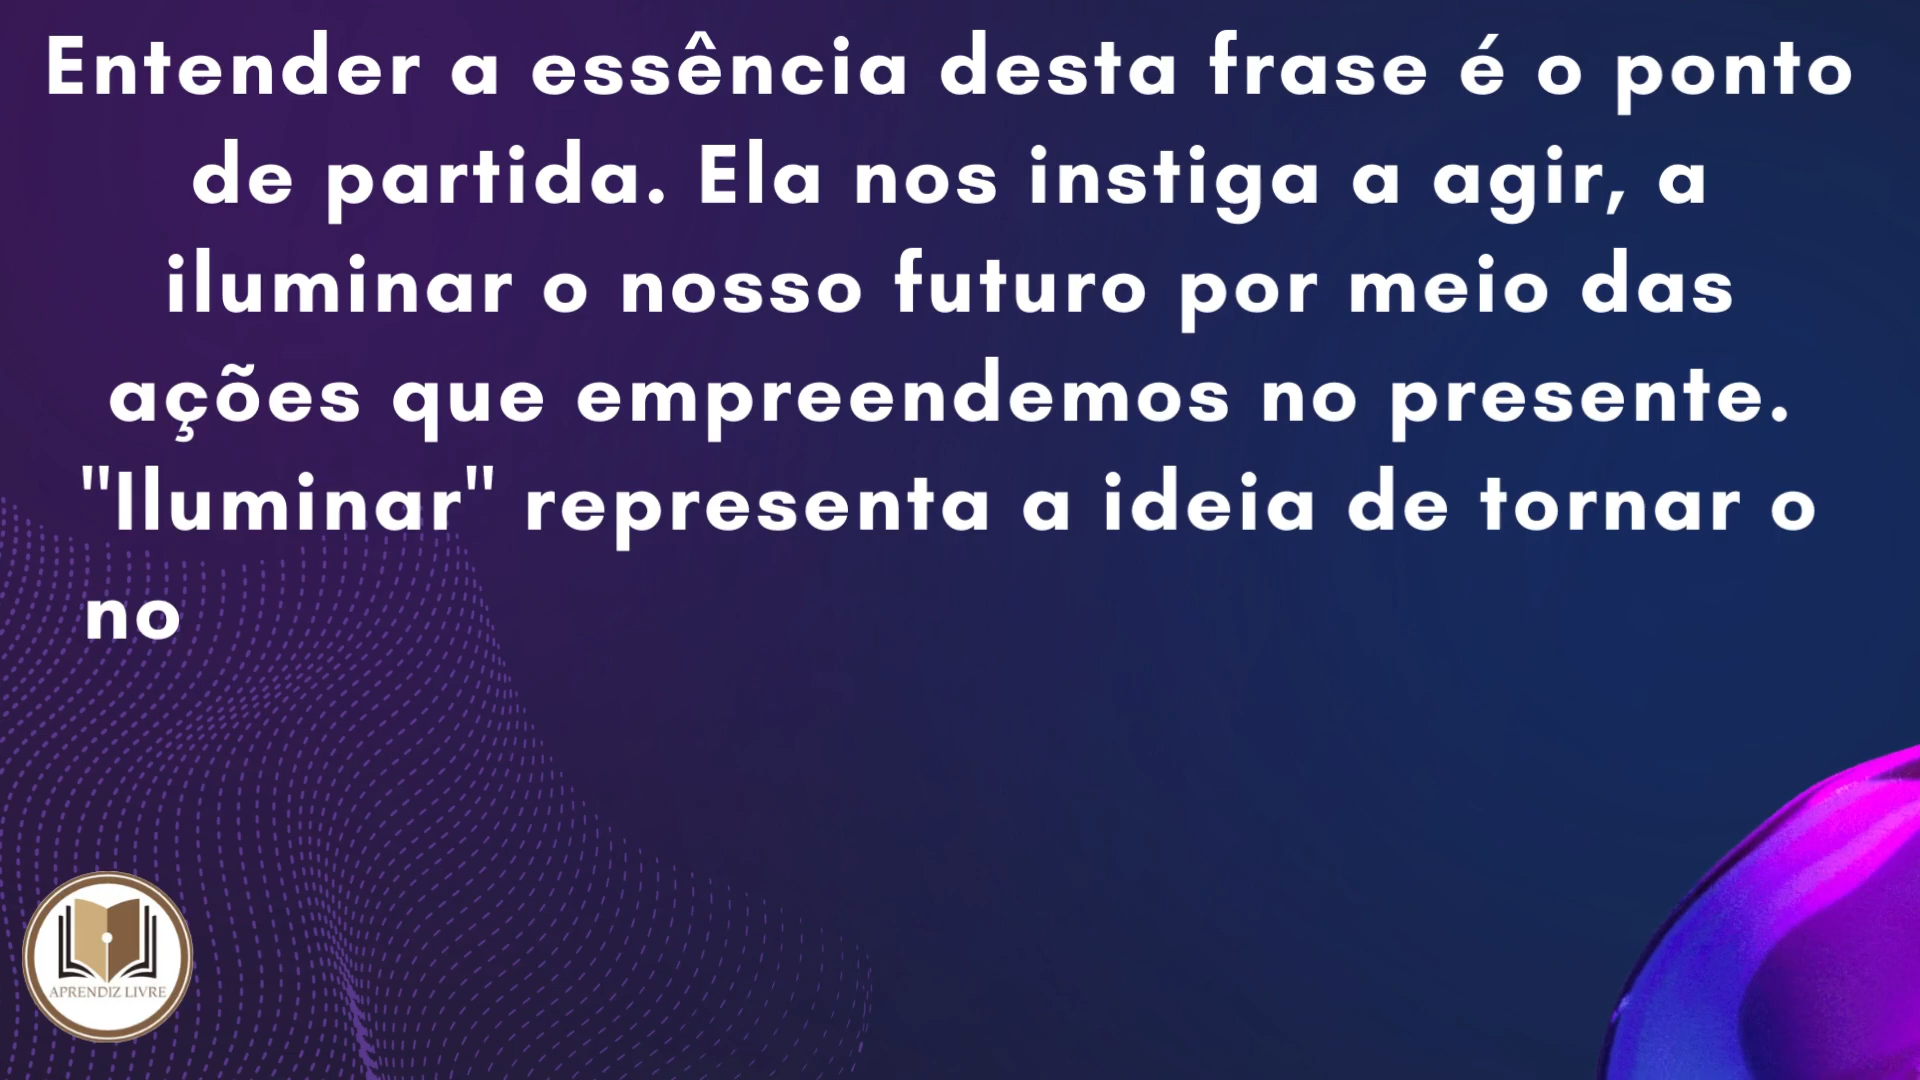 Entender a essência desta frase é o ponto
de partida. Ela nos instiga a agir, a
iluminar o nosso futuro por meio das
ações que empreendemos no presente.
"Iluminar" representa a ideia de tornar o
no
APRENDIZ LIVRE